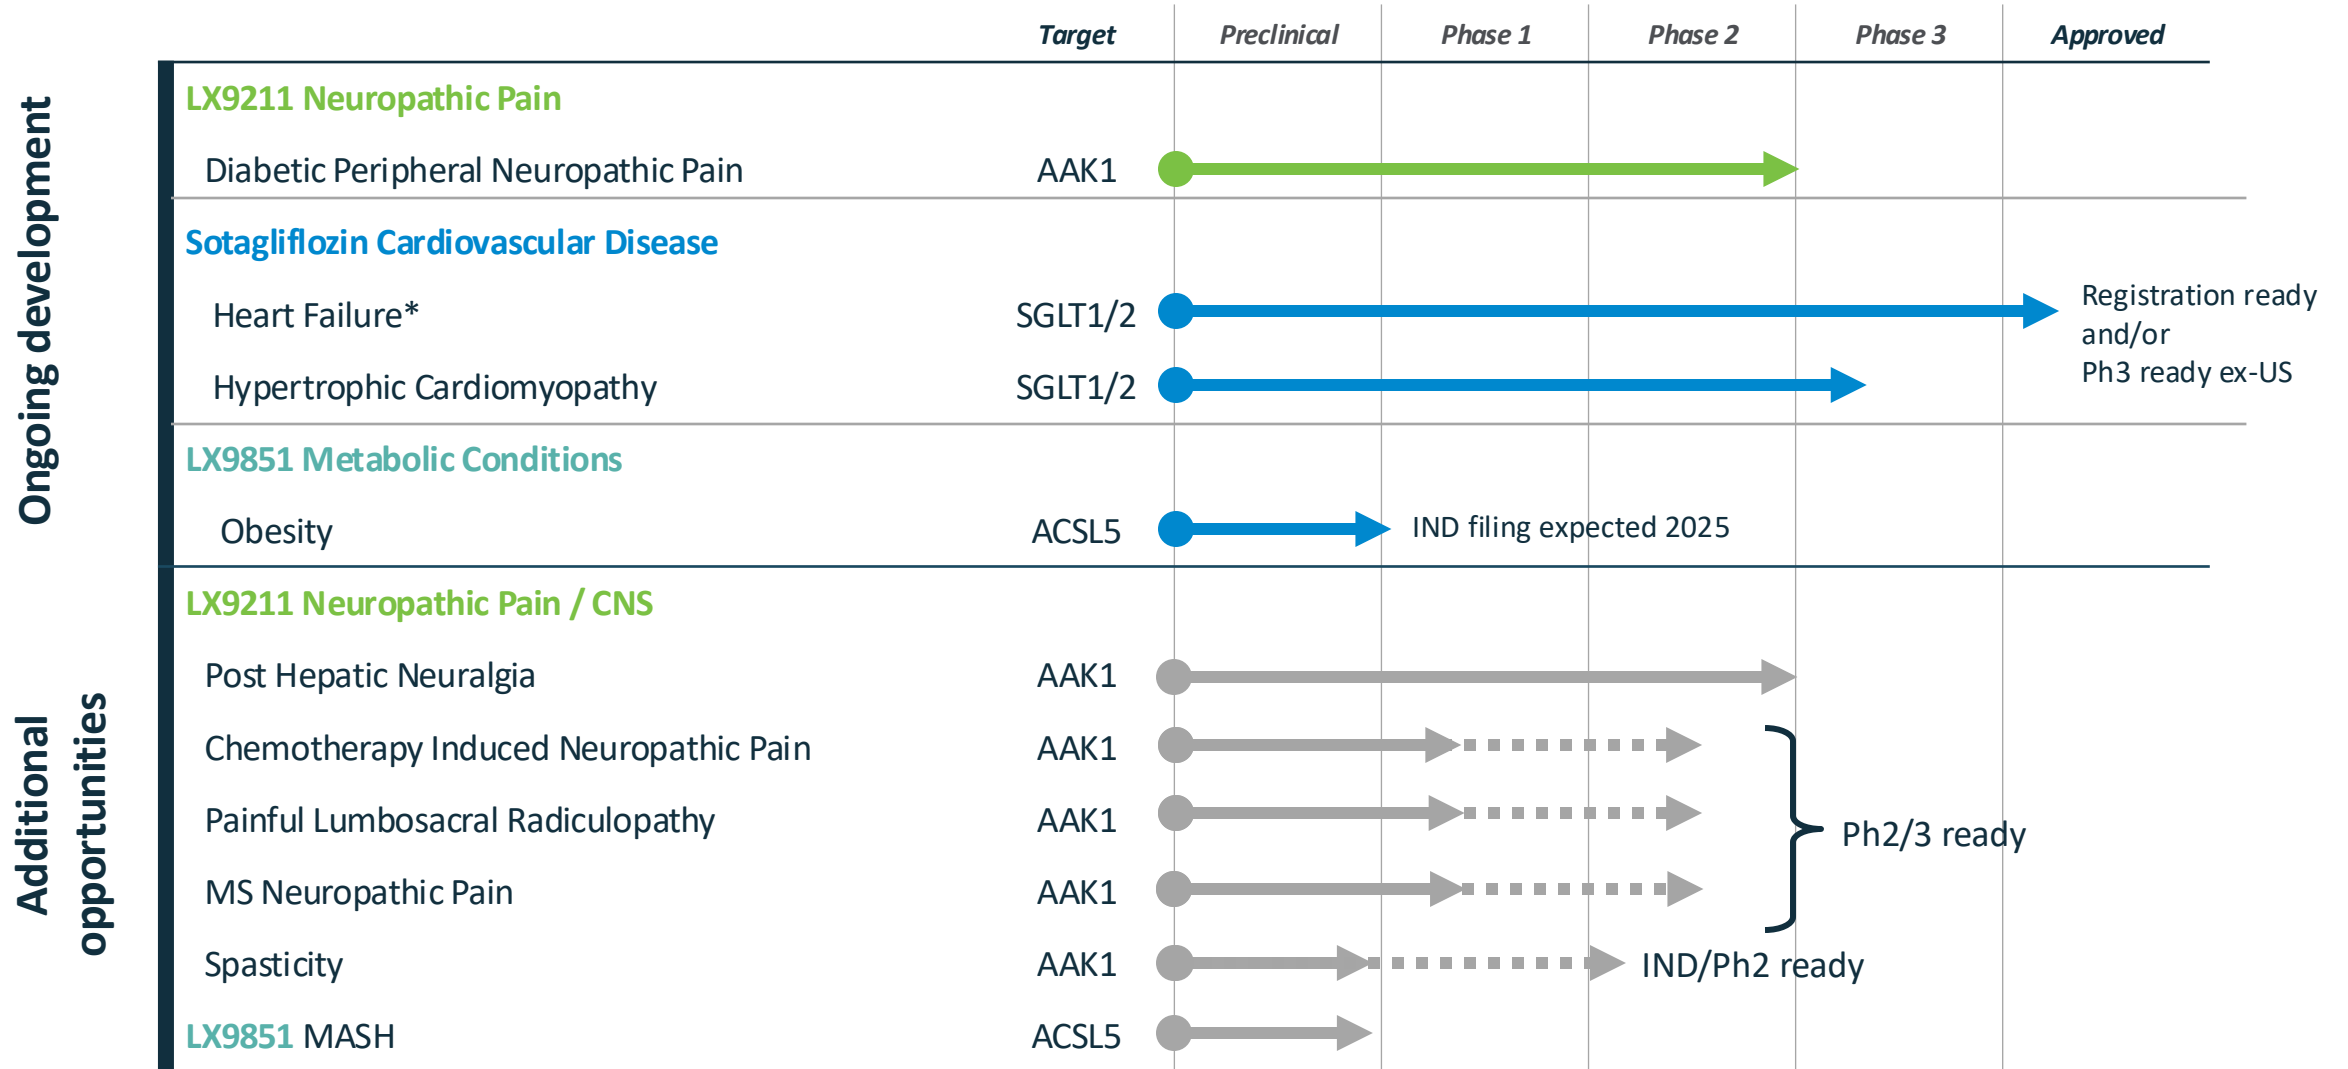 Target Preclinical Phase 1 Phase 2 Phase 3 Approved
Ongoing development
LX9211 Neuropathic Pain
Diabetic Peripheral Neuropathic Pain AAK1
Sotagliflozin Cardiovascular Disease
Heart Failure* SGLT1/2
Registration ready
and/or
Ph3 ready ex-US
Hypertrophic Cardiomyopathy SGLT1/2
LX9851 Metabolic Conditions
Obesity ACSL5 IND filing expected 2025
Additional
opportunities
LX9211 Neuropathic Pain / CNS
Post Hepatic Neuralgia AAK1
Chemotherapy Induced Neuropathic Pain AAK1
Painful Lumbosacral Radiculopathy AAK1
Ph2/3 ready
MS Neuropathic Pain AAK1
Spasticity AAK1 IND/Ph2 ready
LX9851 MASH ACSL5